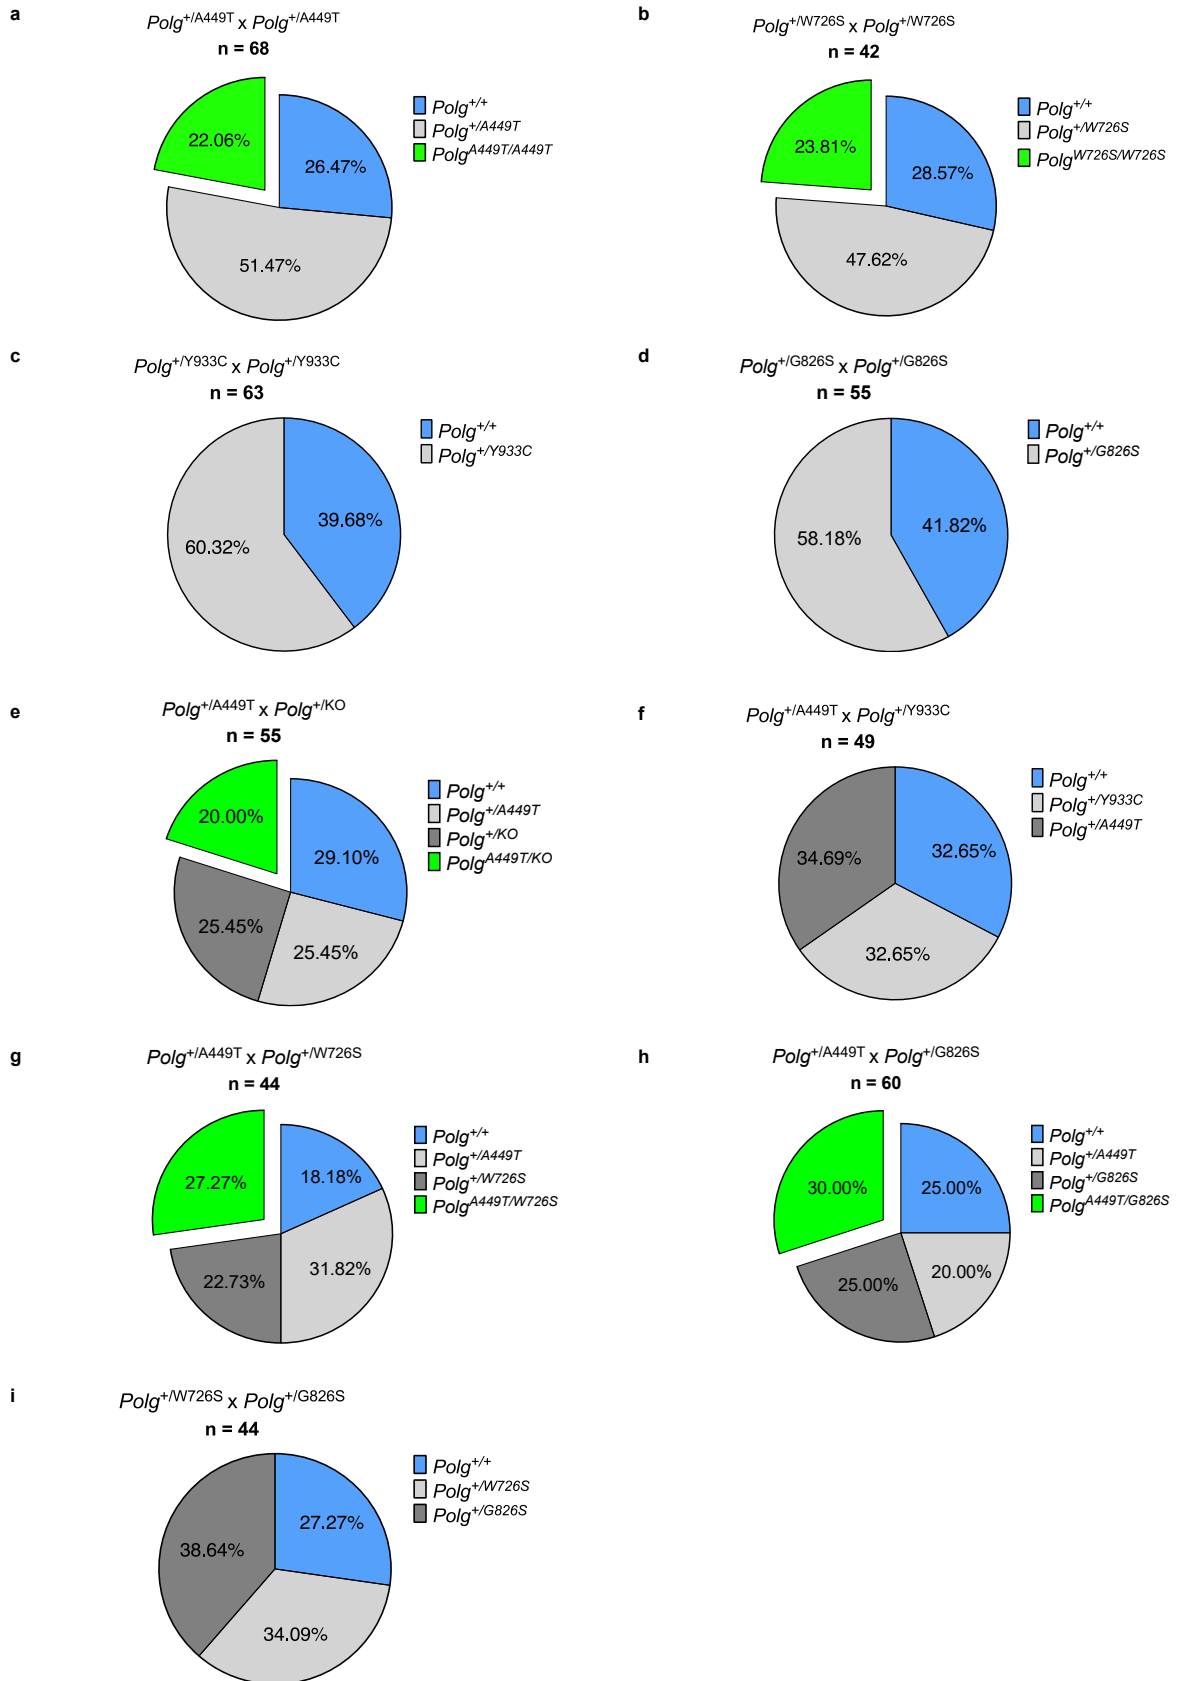 a
Polg+/A449T x Polg+/A449T
n = 68
22.06%
26.47%
51.47%
Polg+/+
Polg+/A449T
PolgA449T/A449T
b
Polg+/W726S x Polg+/W726S
n = 42
23.81%
28.57%
47.62%
Polg+/+
Polg+/W726S
PolgW726S/W726S
c
Polg+/Y933C x Polg+/Y933C
n = 63
39.68%
60.32%
Polg+/+
Polg+/Y933C
d
Polg+/G826S x Polg+/G826S
n = 55
41.82%
58.18%
Polg+/+
Polg+/G826S
e
Polg+/A449T x Polg+/KO
n = 55
20.00%
29.10%
25.45%
25.45%
Polg+/+
Polg+/A449T
Polg+/KO
PolgA449T/KO
f
Polg+/A449T x Polg+/Y933C
n = 49
34.69%
32.65%
32.65%
Polg+/+
Polg+/Y933C
Polg+/A449T
g
Polg+/A449T x Polg+/W726S
n = 44
27.27%
18.18%
22.73%
31.82%
Polg+/+
Polg+/A449T
Polg+/W726S
PolgA449T/W726S
h
Polg+/A449T x Polg+/G826S
n = 60
30.00%
25.00%
25.00%
20.00%
Polg+/+
Polg+/A449T
Polg+/G826S
PolgA449T/G826S
i
Polg+/W726S x Polg+/G826S
n = 44
27.27%
38.64%
34.09%
Polg+/+
Polg+/W726S
Polg+/G826S